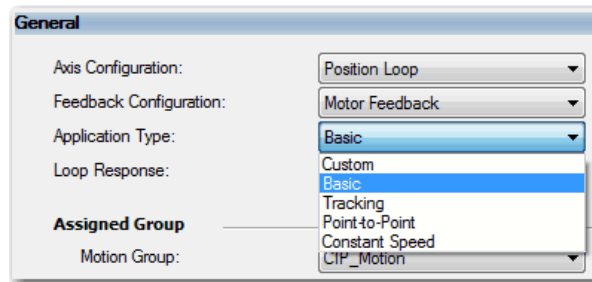 General
Axis Configuration: Position Loop
Feedback Configuration: Motor Feedback
Application Type: Basic
Loop Response:
Custom
Basic
Tracking
Point-to-Point
Constant Speed
Assigned Group
Motion Group: CIP_Motion